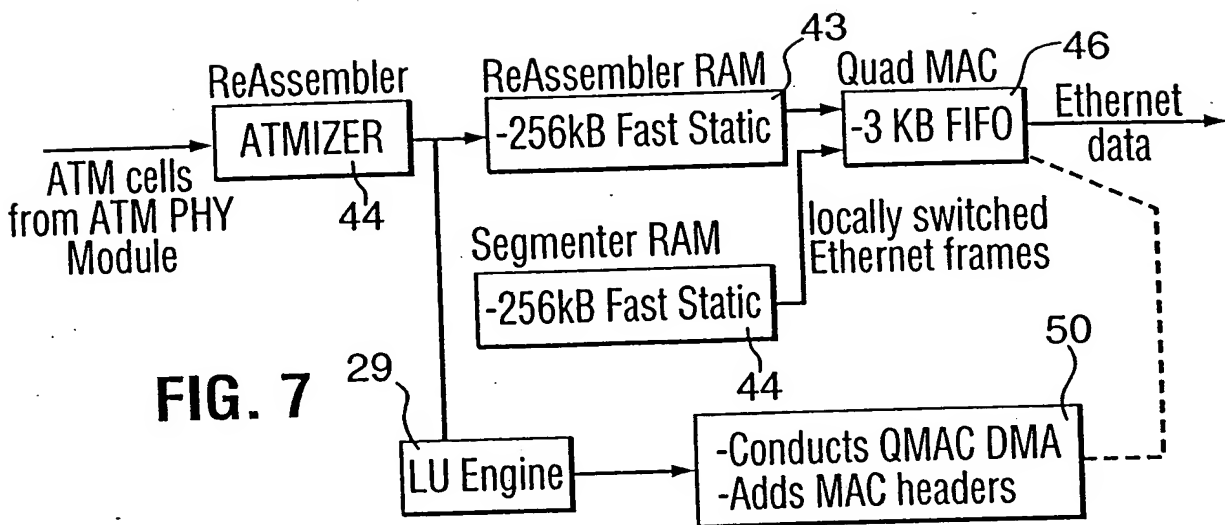 43
46
ReAssembler
ReAssembler RAM
Quad MAC
ATMIZER
-256kB Fast Static
-3 KB FIFO
Ethernet
data
ATM cells
from ATM PHY
Module
44
locally switched
Ethernet frames
Segmenter RAM
-256kB Fast Static
44
50
FIG. 7
29
LU Engine
-Conducts QMAC DMA
-Adds MAC headers